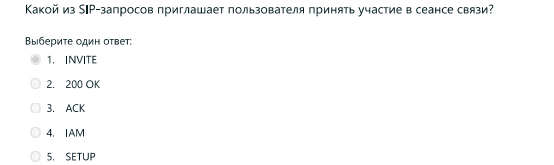 Какой из SIP-запросов приглашает пользователя принять участие в сеансе связи?
Выберите один ответ:
1. INVITE
2. 200 OK
3. ACK
4. IAM
5. SETUP